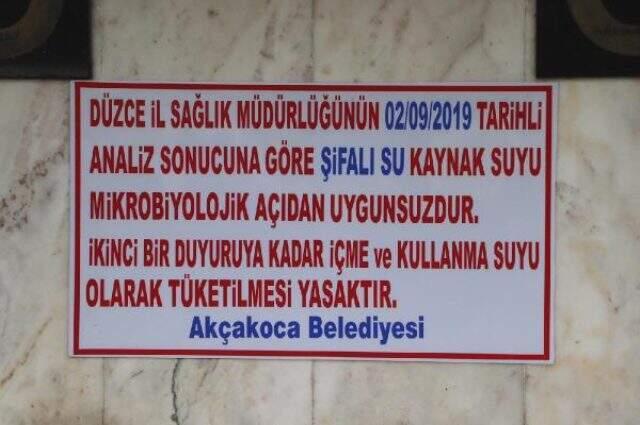 DÜZCE İL SAĞLIK MÜDÜRLÜĞÜNÜN 02/09/2019 TARİHLİ
ANALİZ SONUCUNA GÖRE ŞİFALI SU KAYNAK SUYU
MİKROBİYOLOJİK AÇIDAN UYGUNSUZDUR.
İKİNCİ BİR DUYURUYA KADAR İÇME ve KULLANMA SUYU
OLARAK TÜKETİLMESİ YASAKTIR.
Akçakoca Belediyesi